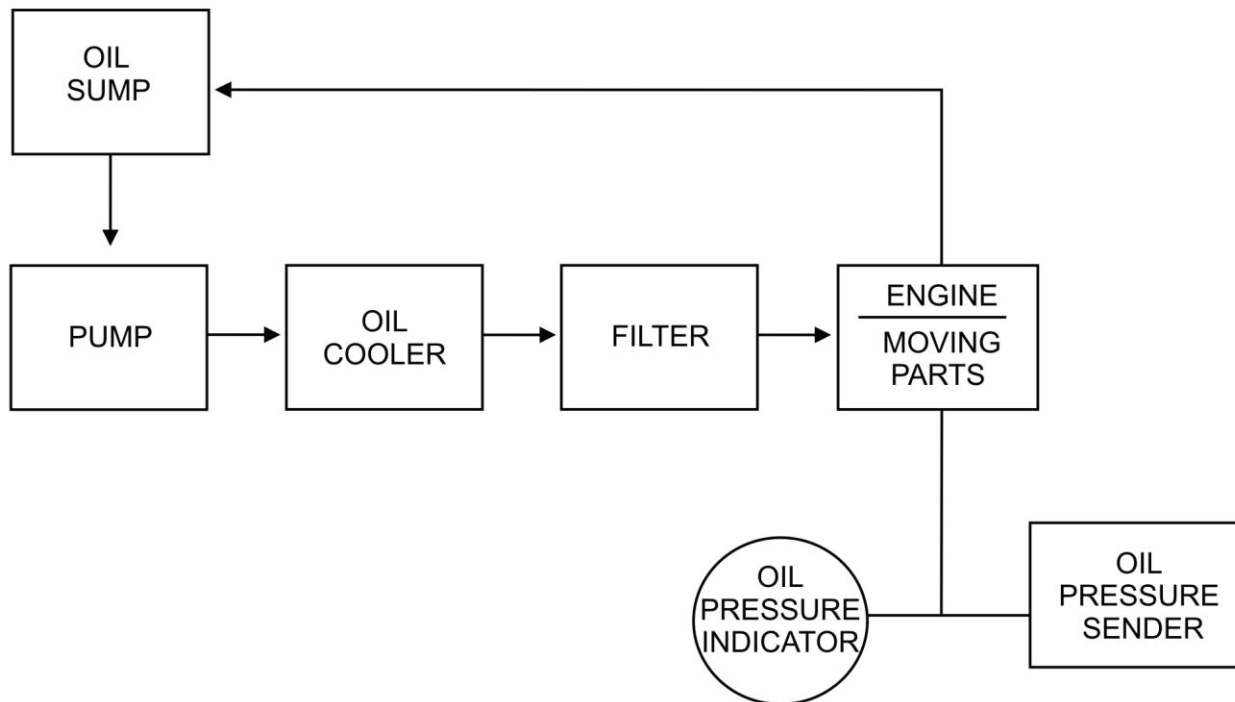 OIL
SUMP
PUMP
OIL
COOLER
FILTER
ENGINE
MOVING
PARTS
OIL
PRESSURE
INDICATOR
OIL
PRESSURE
SENDER